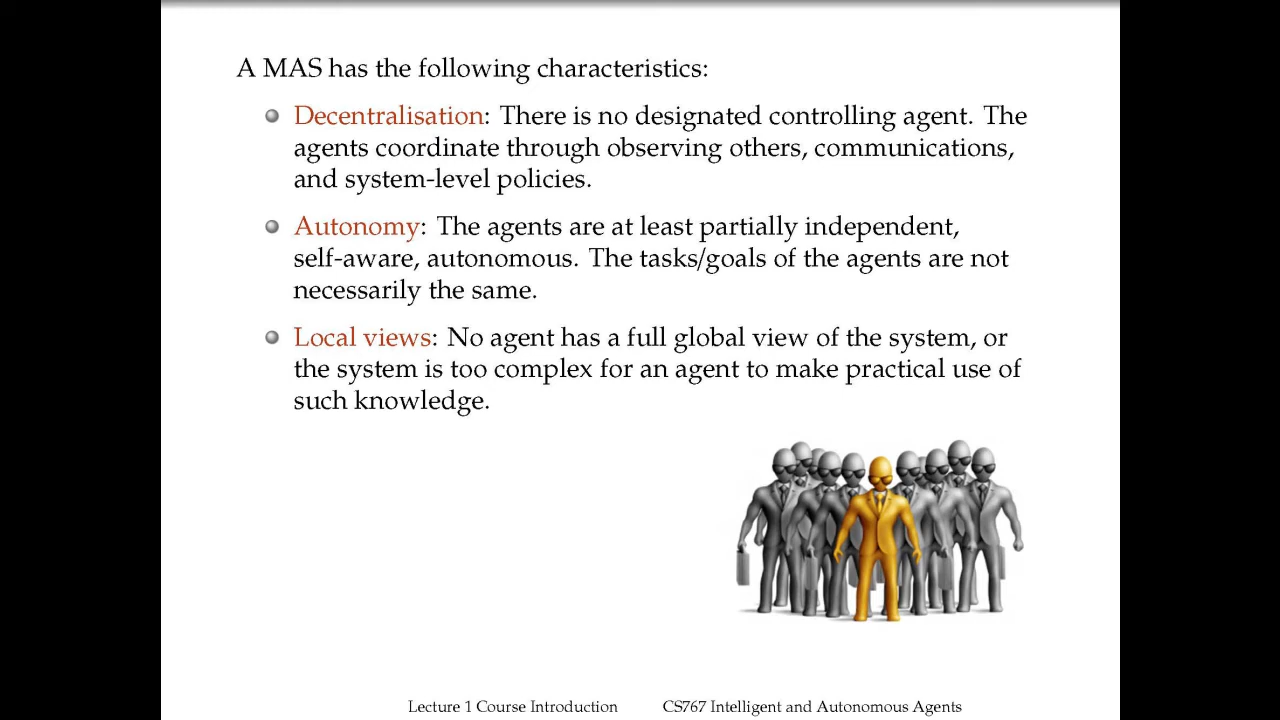 A MAS has the following characteristics:
Decentralisation: There is no designated controlling agent. The
agents coordinate through observing others, communications,
and system-level policies.
Autonomy: The agents are at least partially independent,
self-aware, autonomous. The tasks/goals of the agents are not
necessarily the same.
Local views: No agent has a full global view of the system, or
the system is too complex for an agent to make practical use of
such knowledge.
Lecture 1 Course Introduction CS767 Intelligent and Autonomous Agents